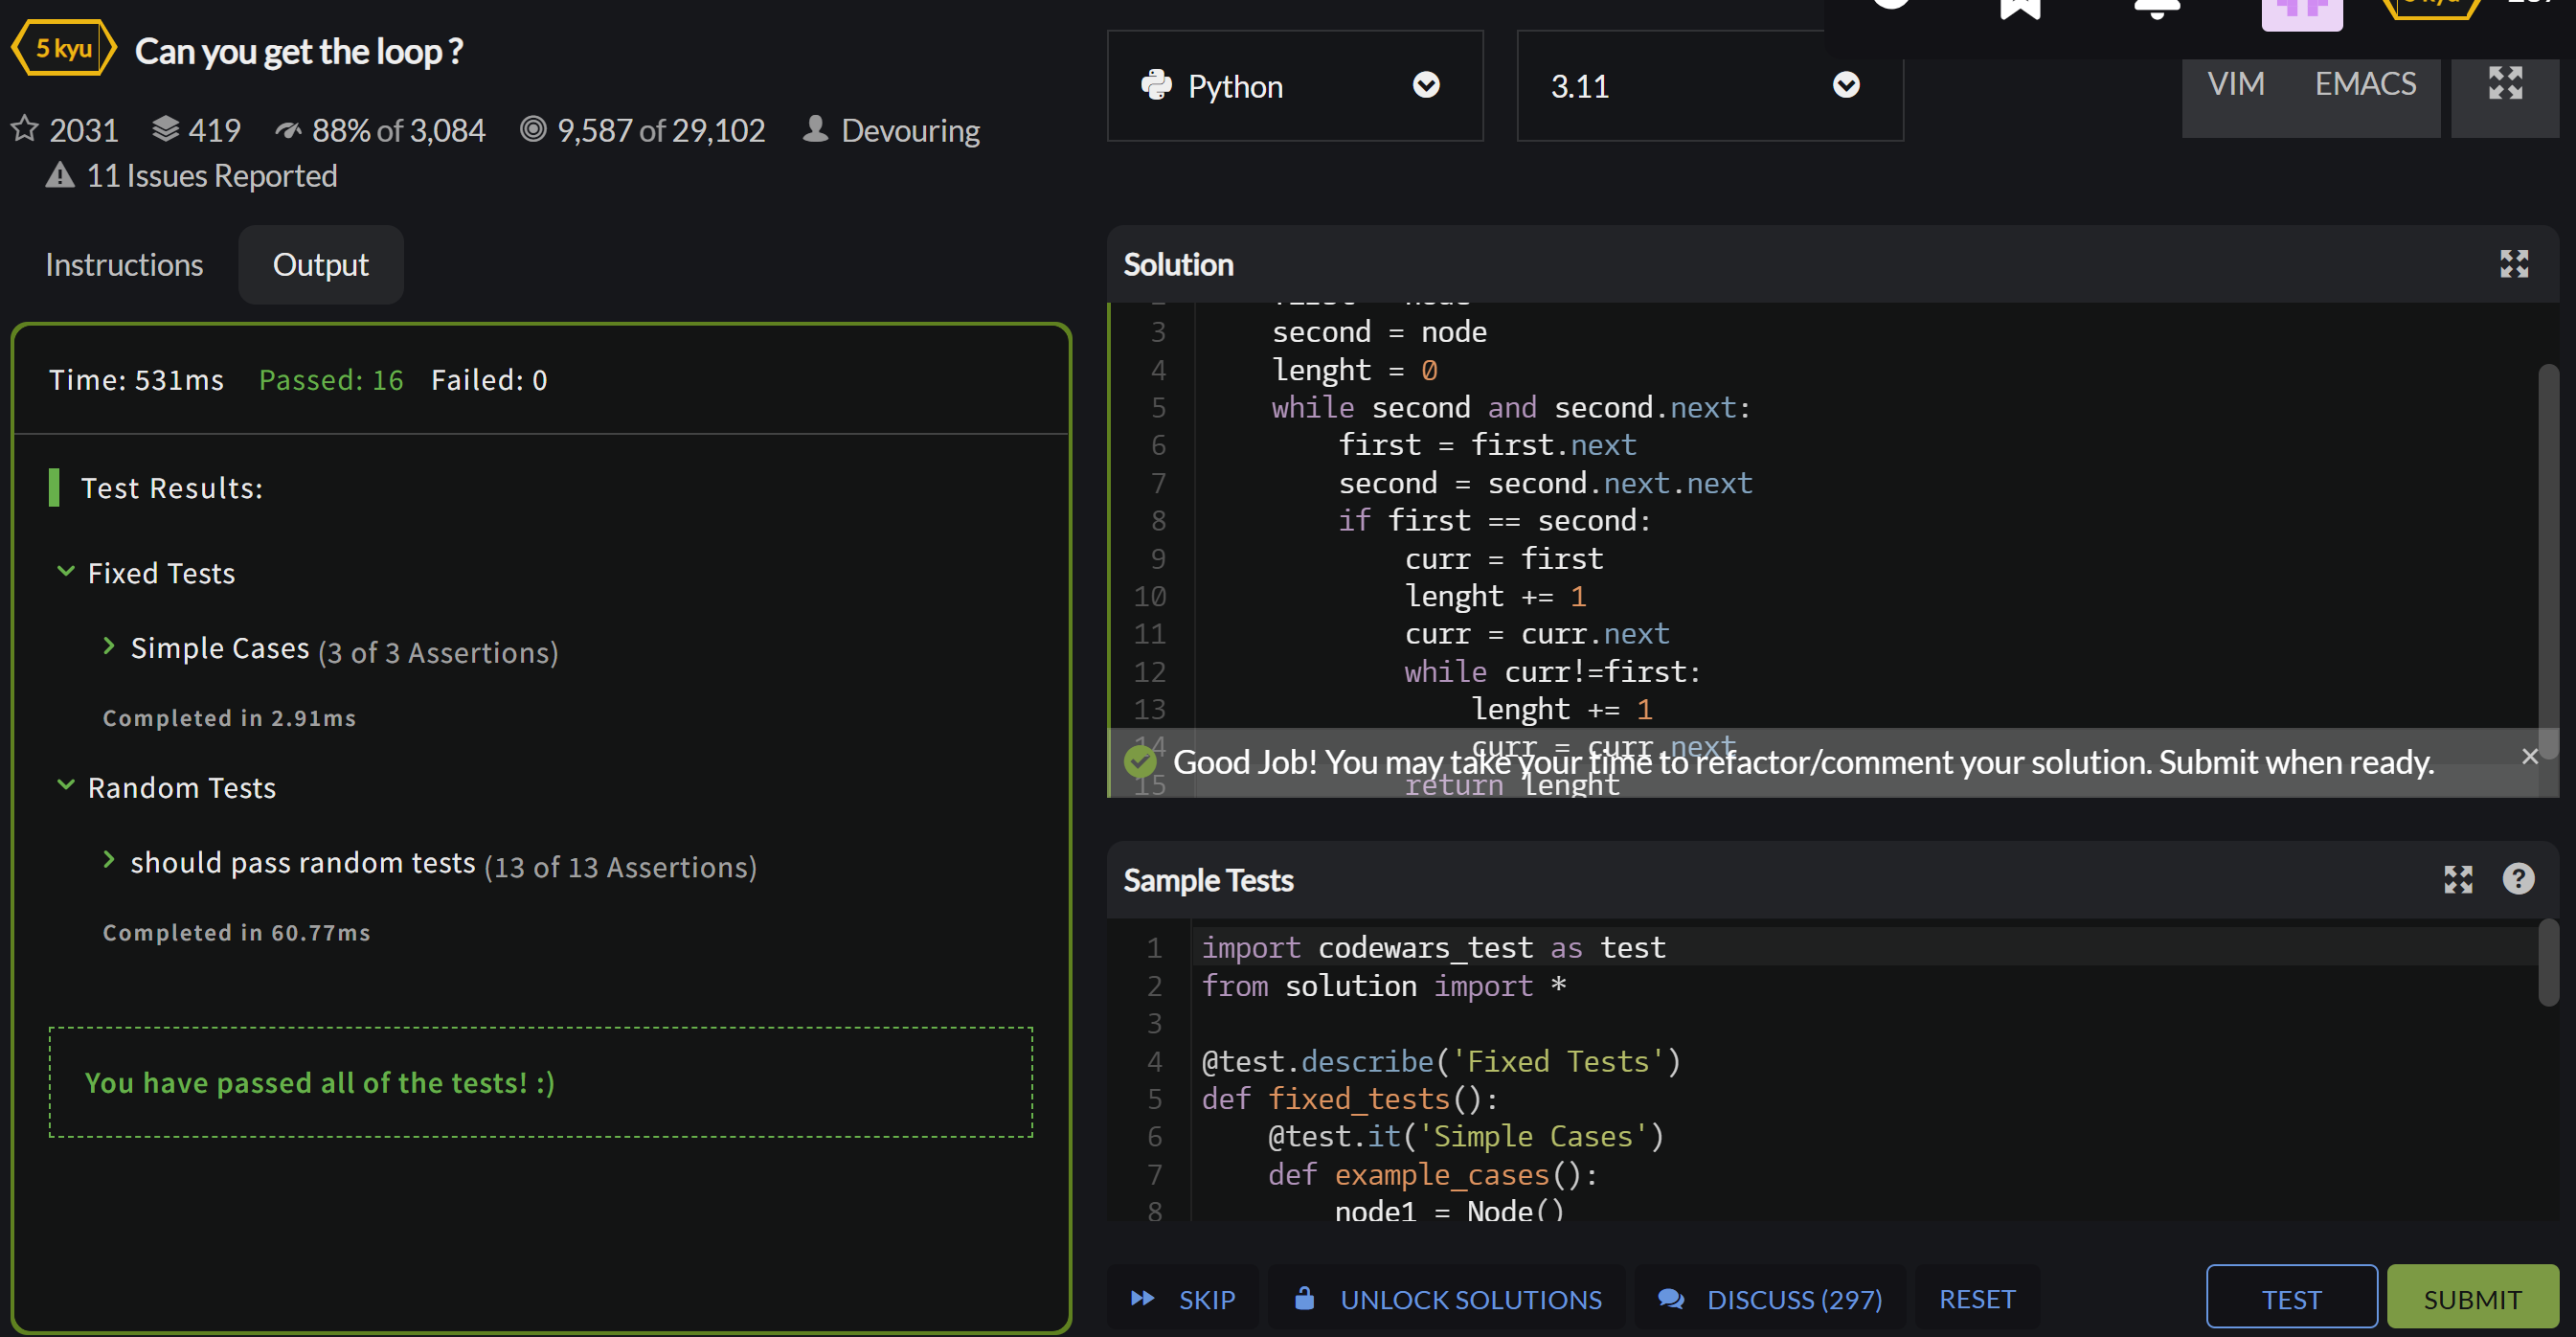 5 kyu Can you get the loop ?
2031 419 88% of 3,084 9,587 of 29,102 Devouring
11 Issues Reported
Instructions Output
Time: 531ms Passed: 16 Failed: 0
Test Results:
Fixed Tests
Simple Cases (3 of 3 Assertions)
Completed in 2.91ms
Random Tests
should pass random tests (13 of 13 Assertions)
Completed in 60.77ms
You have passed all of the tests! :)
Python 3.11 VIM EMACS
Solution
3 second = node
4 lenght = 0
5 while second and second.next:
6 first = first.next
7 second = second.next.next
8 if first == second:
9 curr = first
10 lenght += 1
11 curr = curr.next
12 while curr!=first:
13 lenght += 1
14 curr = curr.next
Good Job! You may take your time to refactor/comment your solution. Submit when ready.
15 return lenght
Sample Tests
1 import codewars_test as test
2 from solution import *
3
4 @test.describe('Fixed Tests')
5 def fixed_tests():
6 @test.it('Simple Cases')
7 def example_cases():
8 node1 = Node()
SKIP UNLOCK SOLUTIONS DISCUSS (297) RESET TEST SUBMIT